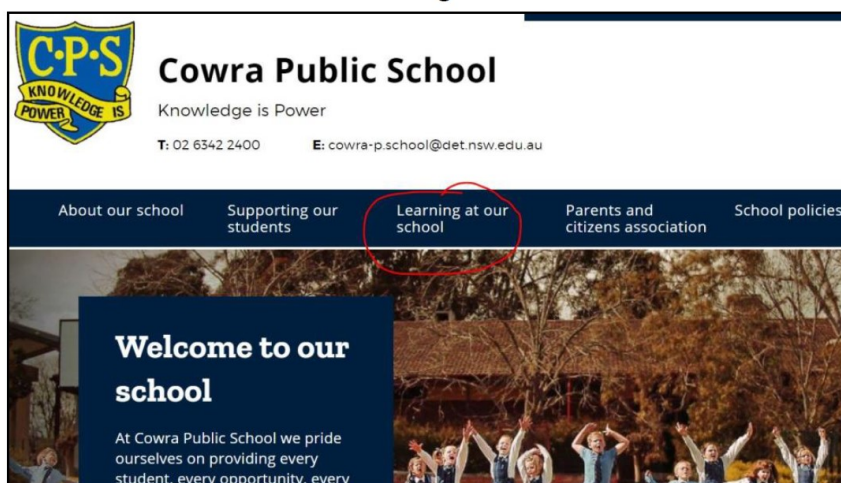 C·P·S
KNOWLEDGE IS
POWER
Cowra Public School
Knowledge is Power
T: 02 6342 2400 E: cowra-p.school@det.nsw.edu.au
About our school
Supporting our
students
Learning at our
school
Parents and
citizens association
School policies
Welcome to our
school
At Cowra Public School we pride
ourselves on providing every
student, every opportunity, every